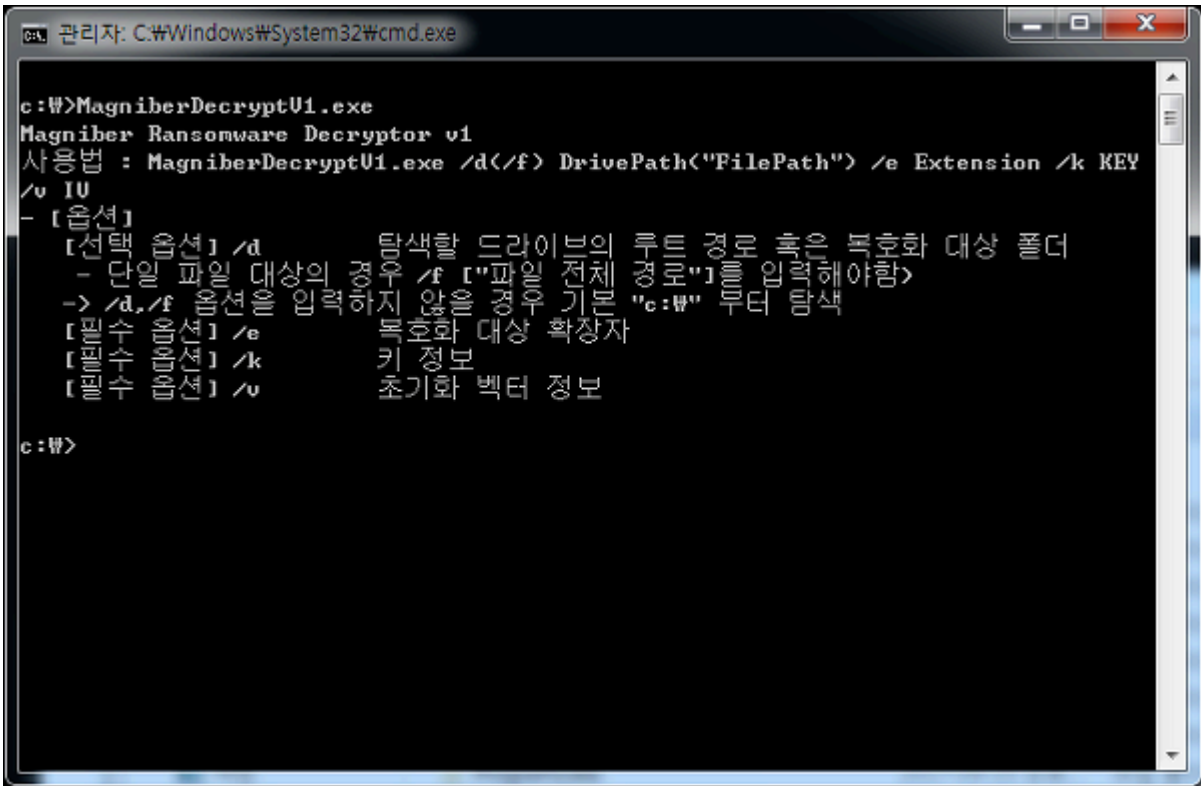 관리자: C:₩Windows₩System32₩cmd.exe
c:₩>MagniberDecryptV1.exe
Magniber Ransomware Decryptor v1
사용법 : MagniberDecryptV1.exe /d(/f) DrivePath("FilePath") /e Extension /k KEY
/v IV
- [옵션]
[선택 옵션] /d 탐색할 드라이브의 루트 경로 혹은 복호화 대상 폴더
- 단일 파일 대상의 경우 /f ["파일 전체 경로"]를 입력해야함>
-> /d,/f 옵션을 입력하지 않을 경우 기본 "c:₩" 부터 탐색
[필수 옵션] /e 복호화 대상 확장자
[필수 옵션] /k 키 정보
[필수 옵션] /v 초기화 벡터 정보
c:₩>